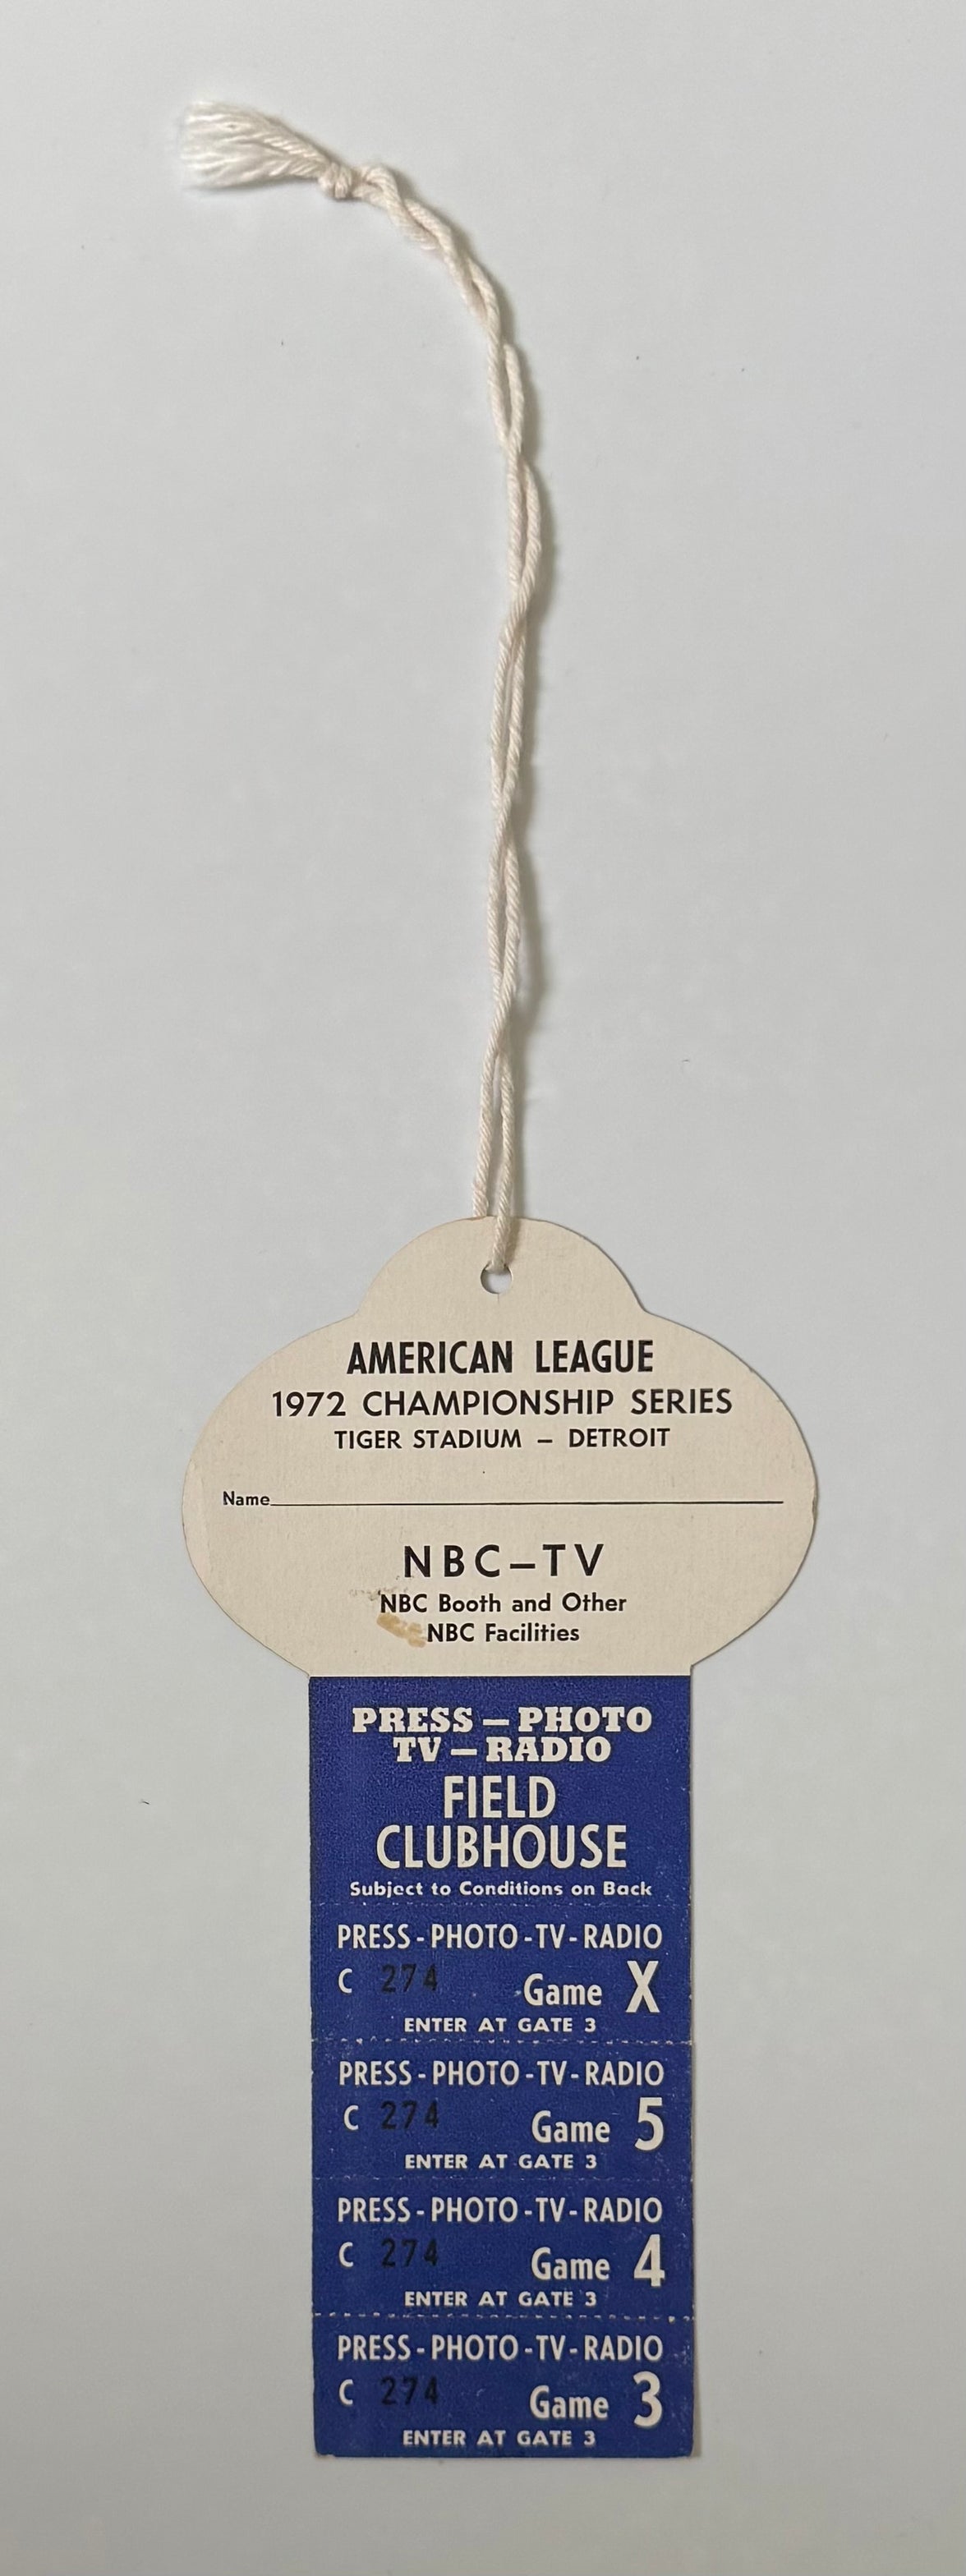 AMERICAN LEAGUE
1972 CHAMPIONSHIP SERIES
TIGER STADIUM – DETROIT
Name
NBC–TV
NBC Booth and Other
NBC Facilities
PRESS – PHOTO
TV – RADIO
FIELD
CLUBHOUSE
Subject to Conditions on Back
PRESS - PHOTO - TV - RADIO
C 274 Game X
ENTER AT GATE 3
PRESS - PHOTO - TV - RADIO
C 274 Game 5
ENTER AT GATE 3
PRESS - PHOTO - TV - RADIO
C 274 Game 4
ENTER AT GATE 3
PRESS - PHOTO - TV - RADIO
C 274 Game 3
ENTER AT GATE 3